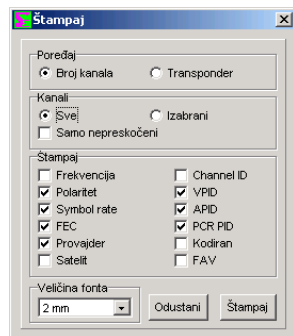 Štampaj
Poređaj
Broj kanala Transponder
Kanali
Sve Izabrani
Samo nepreskočeni
Štampaj
Frekvencija Channel ID
Polaritet VPID
Symbol rate APID
FEC PCR PID
Provajder Kodiran
Satelit FAV
Veličina fonta
2 mm Odustani Štampaj